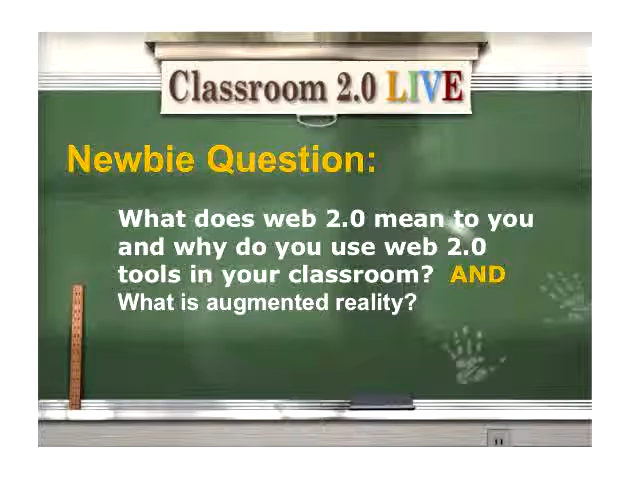 Classroom 2.0 LIVE
Newbie Question:
What does web 2.0 mean to you
and why do you use web 2.0
tools in your classroom? AND
What is augmented reality?